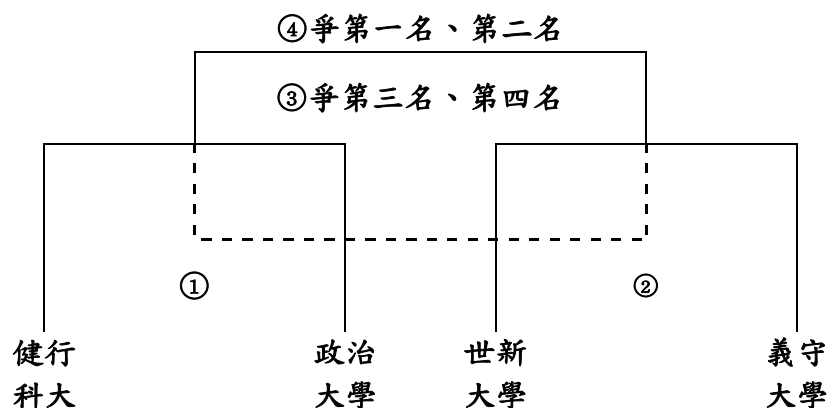 ④爭第一名、第二名
③爭第三名、第四名
①
②
健行
科大
政治
大學
世新
大學
義守
大學